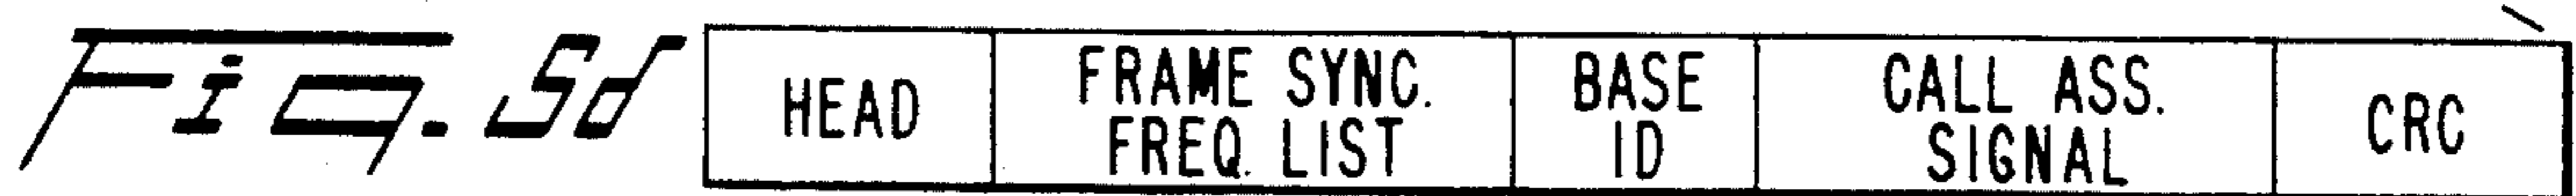 Fig. 5d
HEAD
FRAME SYNC.
FREQ. LIST
BASE
ID
CALL ASS.
SIGNAL
CRC